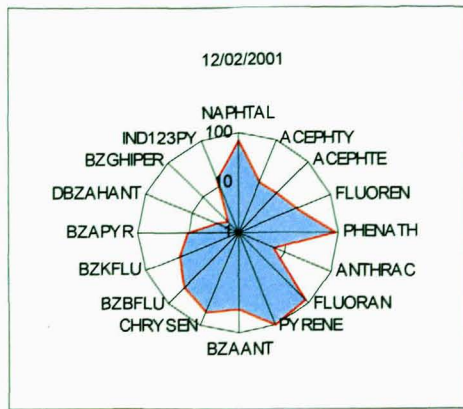 12/02/2001
NAPHTAL
IND123PY 100 ACEPHTY
BZGHIPER ACEPHTE
10
DBZAHANT FLUOREN
BZAPYR PHENATH
BZKFLU ANTHRAC
BZBFLU FLUORAN
CHRYSEN PYRENE
BZAANT